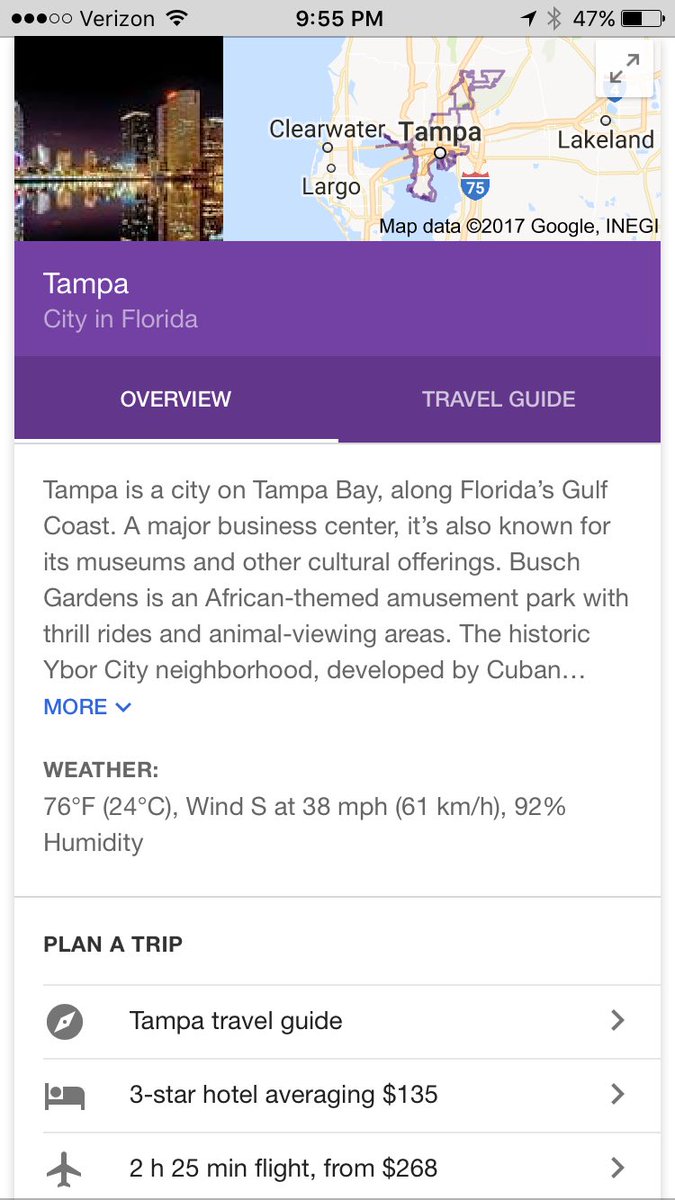 Verizon 9:55 PM 47%
Clearwater Tampa Lakeland
4
Largo
75
Map data ©2017 Google, INEGI
Tampa
City in Florida
OVERVIEW TRAVEL GUIDE
Tampa is a city on Tampa Bay, along Florida’s Gulf
Coast. A major business center, it’s also known for
its museums and other cultural offerings. Busch
Gardens is an African-themed amusement park with
thrill rides and animal-viewing areas. The historic
Ybor City neighborhood, developed by Cuban…
MORE
WEATHER:
76°F (24°C), Wind S at 38 mph (61 km/h), 92%
Humidity
PLAN A TRIP
Tampa travel guide
3-star hotel averaging $135
2 h 25 min flight, from $268